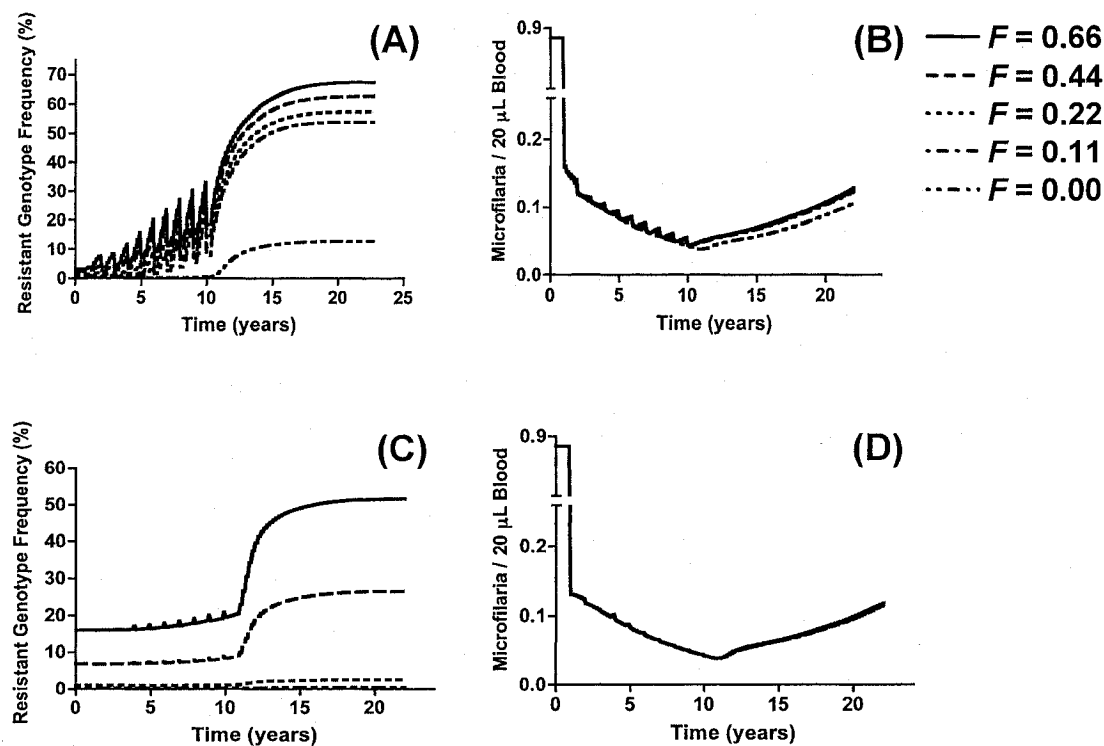 (A)
Resistant Genotype Frequency (%)
70
60
50
40
30
20
10
0
0 5 10 15 20 25
Time (years)
(B)
Microfilaria / 20 µL Blood
0.9
0.2
0.1
0.0
0 5 10 15 20
Time (years)
F = 0.66
F = 0.44
F = 0.22
F = 0.11
F = 0.00
(C)
Resistant Genotype Frequency (%)
60
50
40
30
20
10
0
0 5 10 15 20
Time (years)
(D)
Microfilaria / 20 µL Blood
0.9
0.2
0.1
0.0
0 5 10 15 20
Time (years)